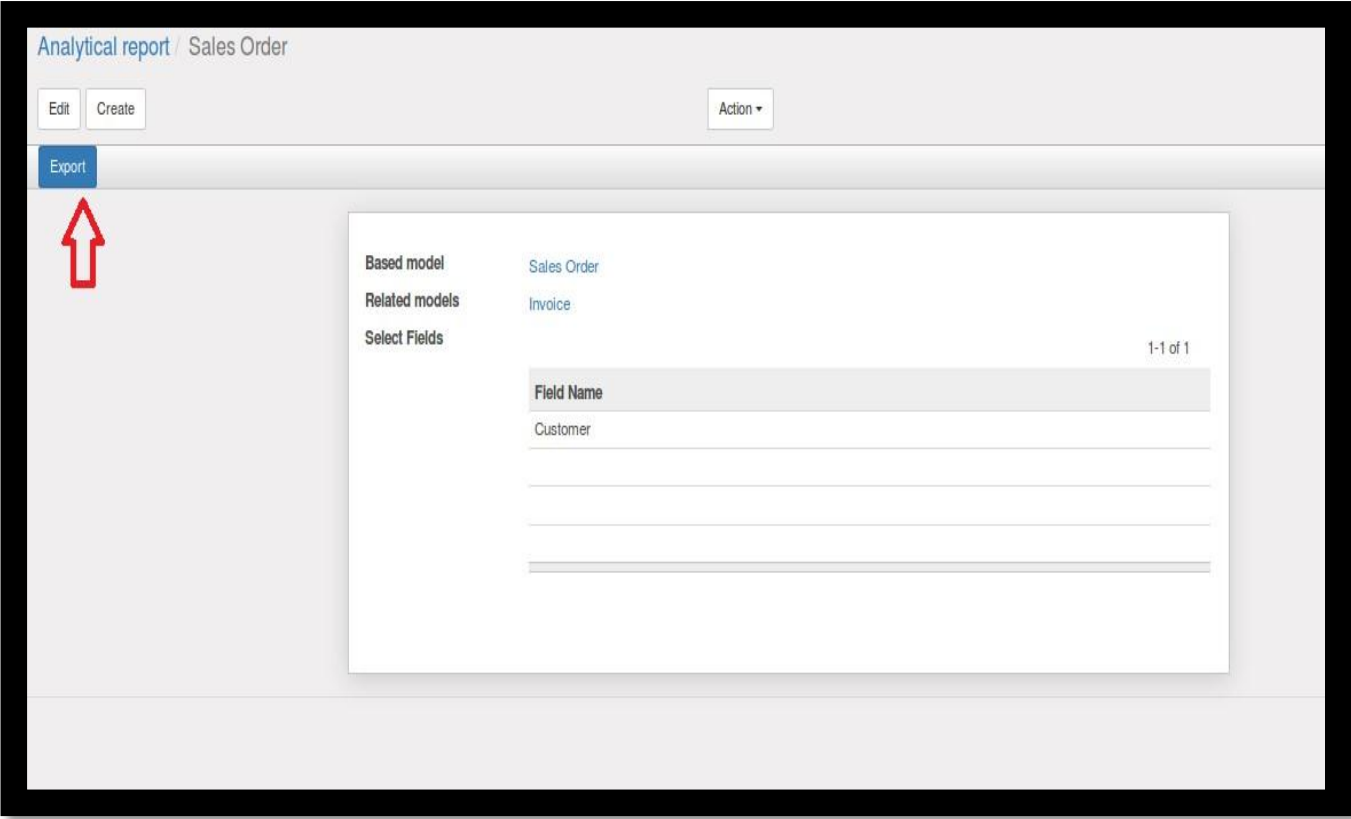 Analytical report / Sales Order
Edit Create Action
Export
Based model Sales Order
Related models Invoice
Select Fields
1-1 of 1
Field Name
Customer